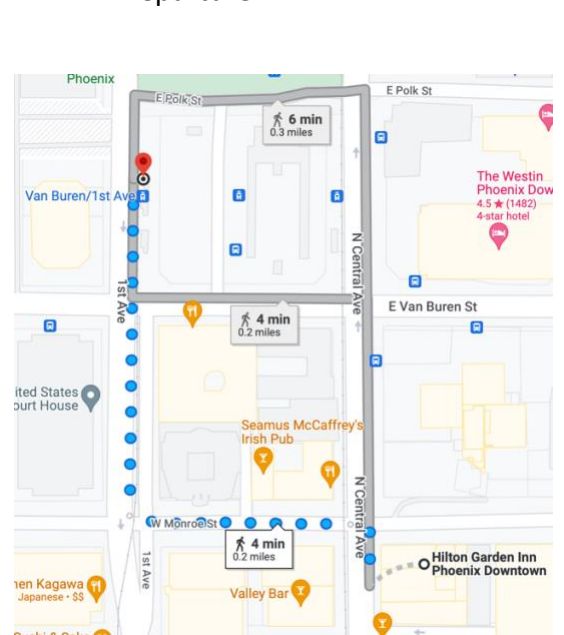 Phoenix
E Polk St
E Polk St
6 min
0.3 miles
The Westin
Phoenix Dow
4.5 ★ (1482)
4-star hotel
Van Buren/1st Ave
N Central Ave
1st Ave
E Van Buren St
4 min
0.2 miles
ited States
ourt House
Seamus McCaffrey's
Irish Pub
N Central Ave
W Monroe St
4 min
0.2 miles
1st Ave
Hilton Garden Inn
Phoenix Downtown
nen Kagawa
Japanese • $$
Valley Bar